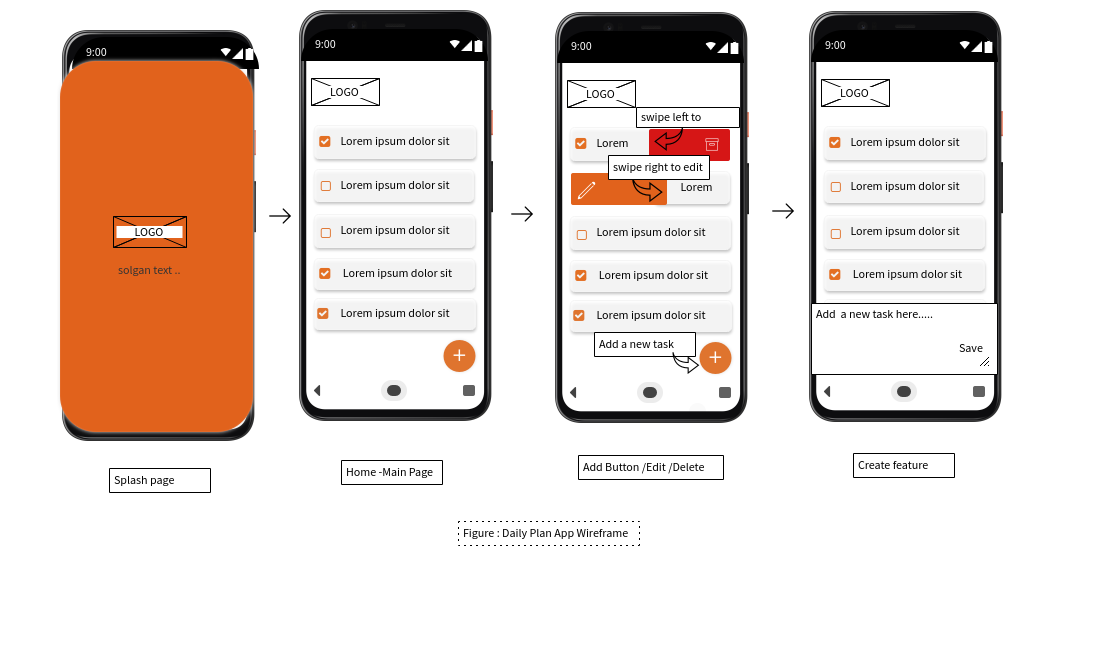 9:00
LOGO
solgan text ..
Splash page
9:00
LOGO
Lorem ipsum dolor sit
Lorem ipsum dolor sit
Lorem ipsum dolor sit
Lorem ipsum dolor sit
Lorem ipsum dolor sit
+
Home -Main Page
9:00
LOGO
swipe left to
Lorem
swipe right to edit
Lorem
Lorem ipsum dolor sit
Lorem ipsum dolor sit
Lorem ipsum dolor sit
Add a new task
+
Add Button /Edit /Delete
9:00
LOGO
Lorem ipsum dolor sit
Lorem ipsum dolor sit
Lorem ipsum dolor sit
Lorem ipsum dolor sit
Add a new task here.....
Save
Create feature
Figure : Daily Plan App Wireframe